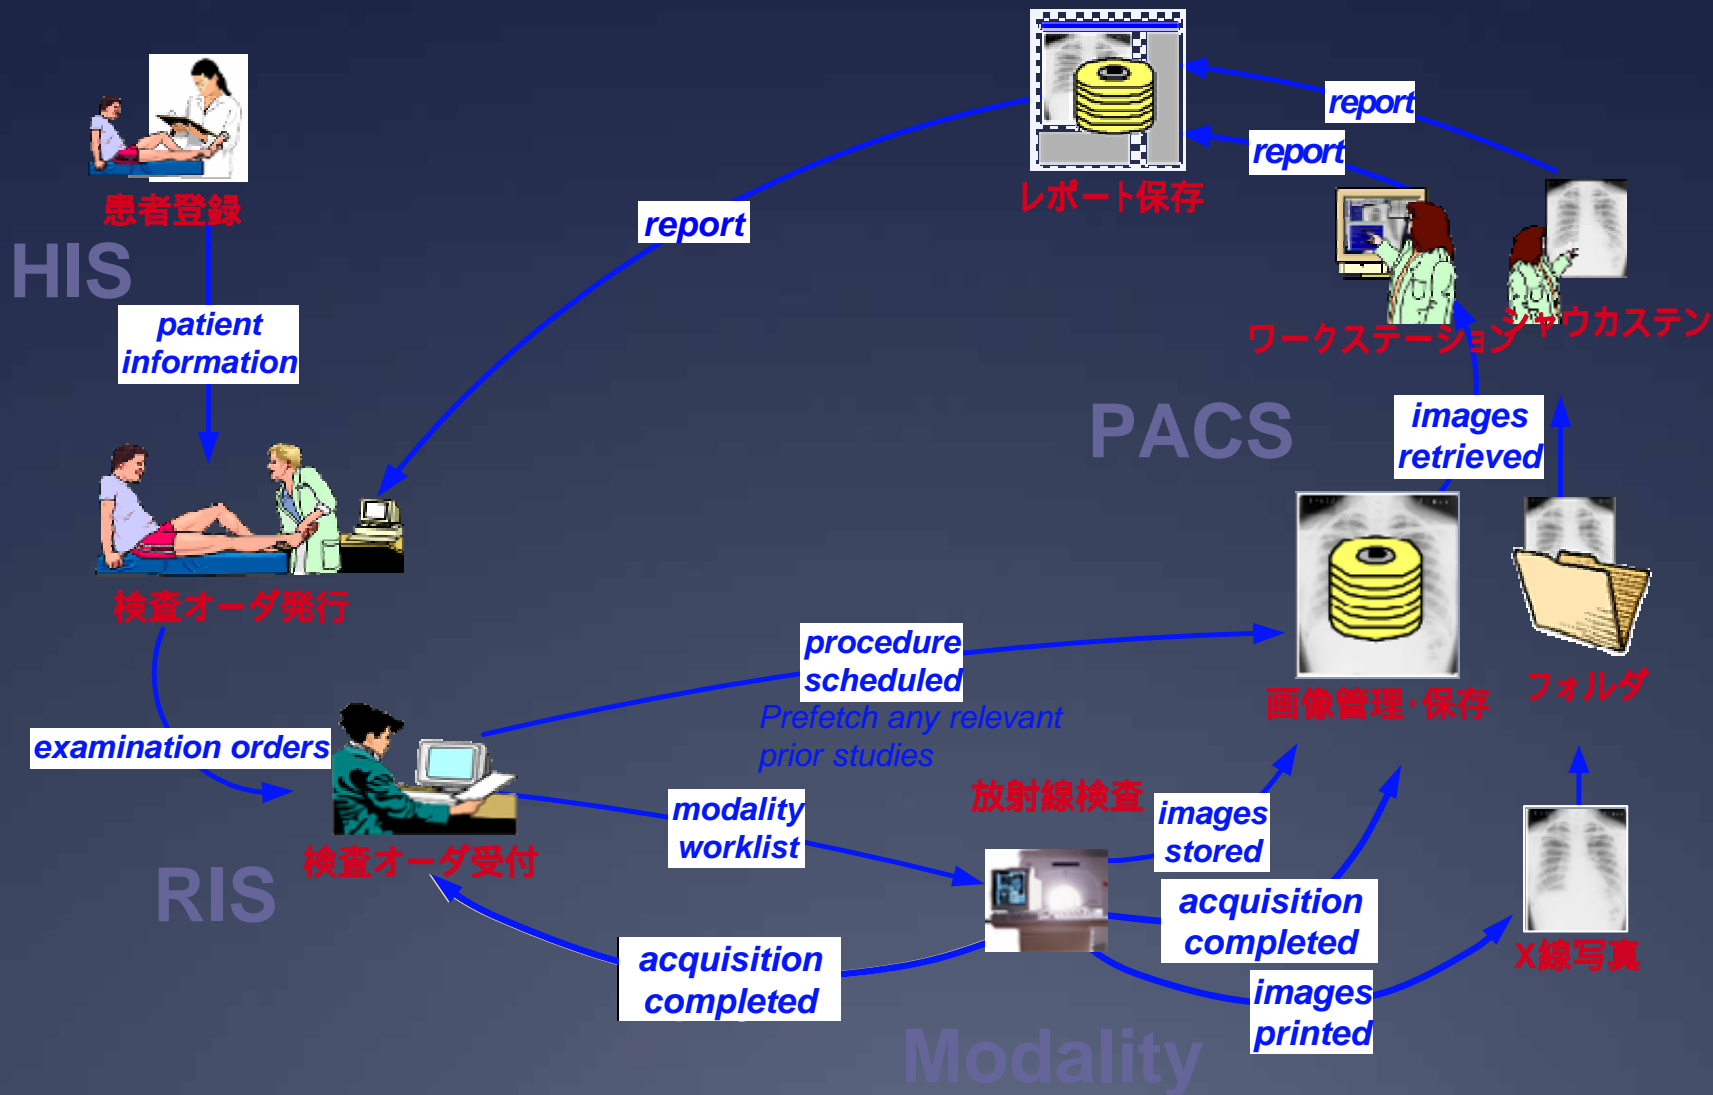 患者登録
HIS
patient
information
検査オーダ発行
examination orders
検査オーダ受付
RIS
report
レポート保存
report
report
ワークステーション
シャウカステン
PACS
images
retrieved
procedure
scheduled
Prefetch any relevant
prior studies
画像管理・保存
フォルダ
modality
worklist
放射線検査
images
stored
acquisition
completed
acquisition
completed
images
printed
X線写真
Modality